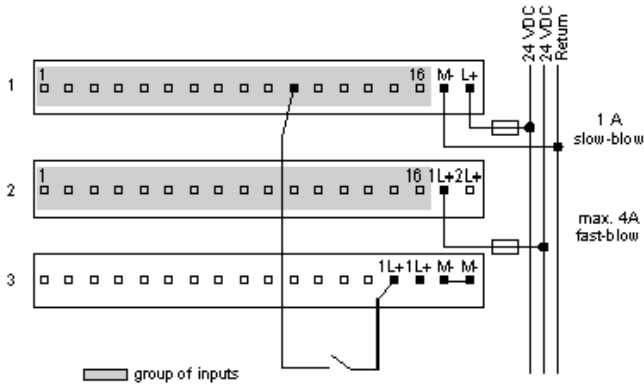 24 VDC
24 VDC
Return
1
1
16
M-
L+
1 A
slow-blow
2
1
16
1L+
2L+
max. 4A
fast-blow
3
1L+
1L+
M-
M-
group of inputs